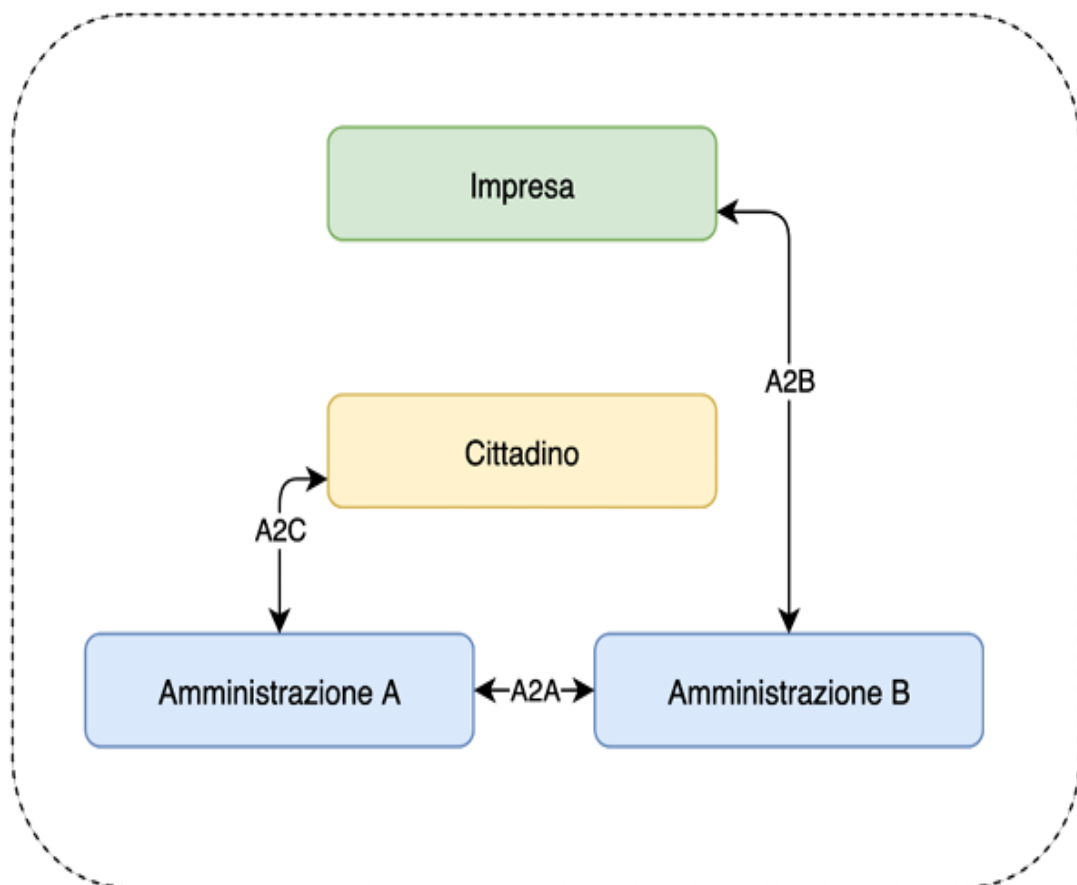 Impresa
A2B
Cittadino
A2C
Amministrazione A
A2A
Amministrazione B